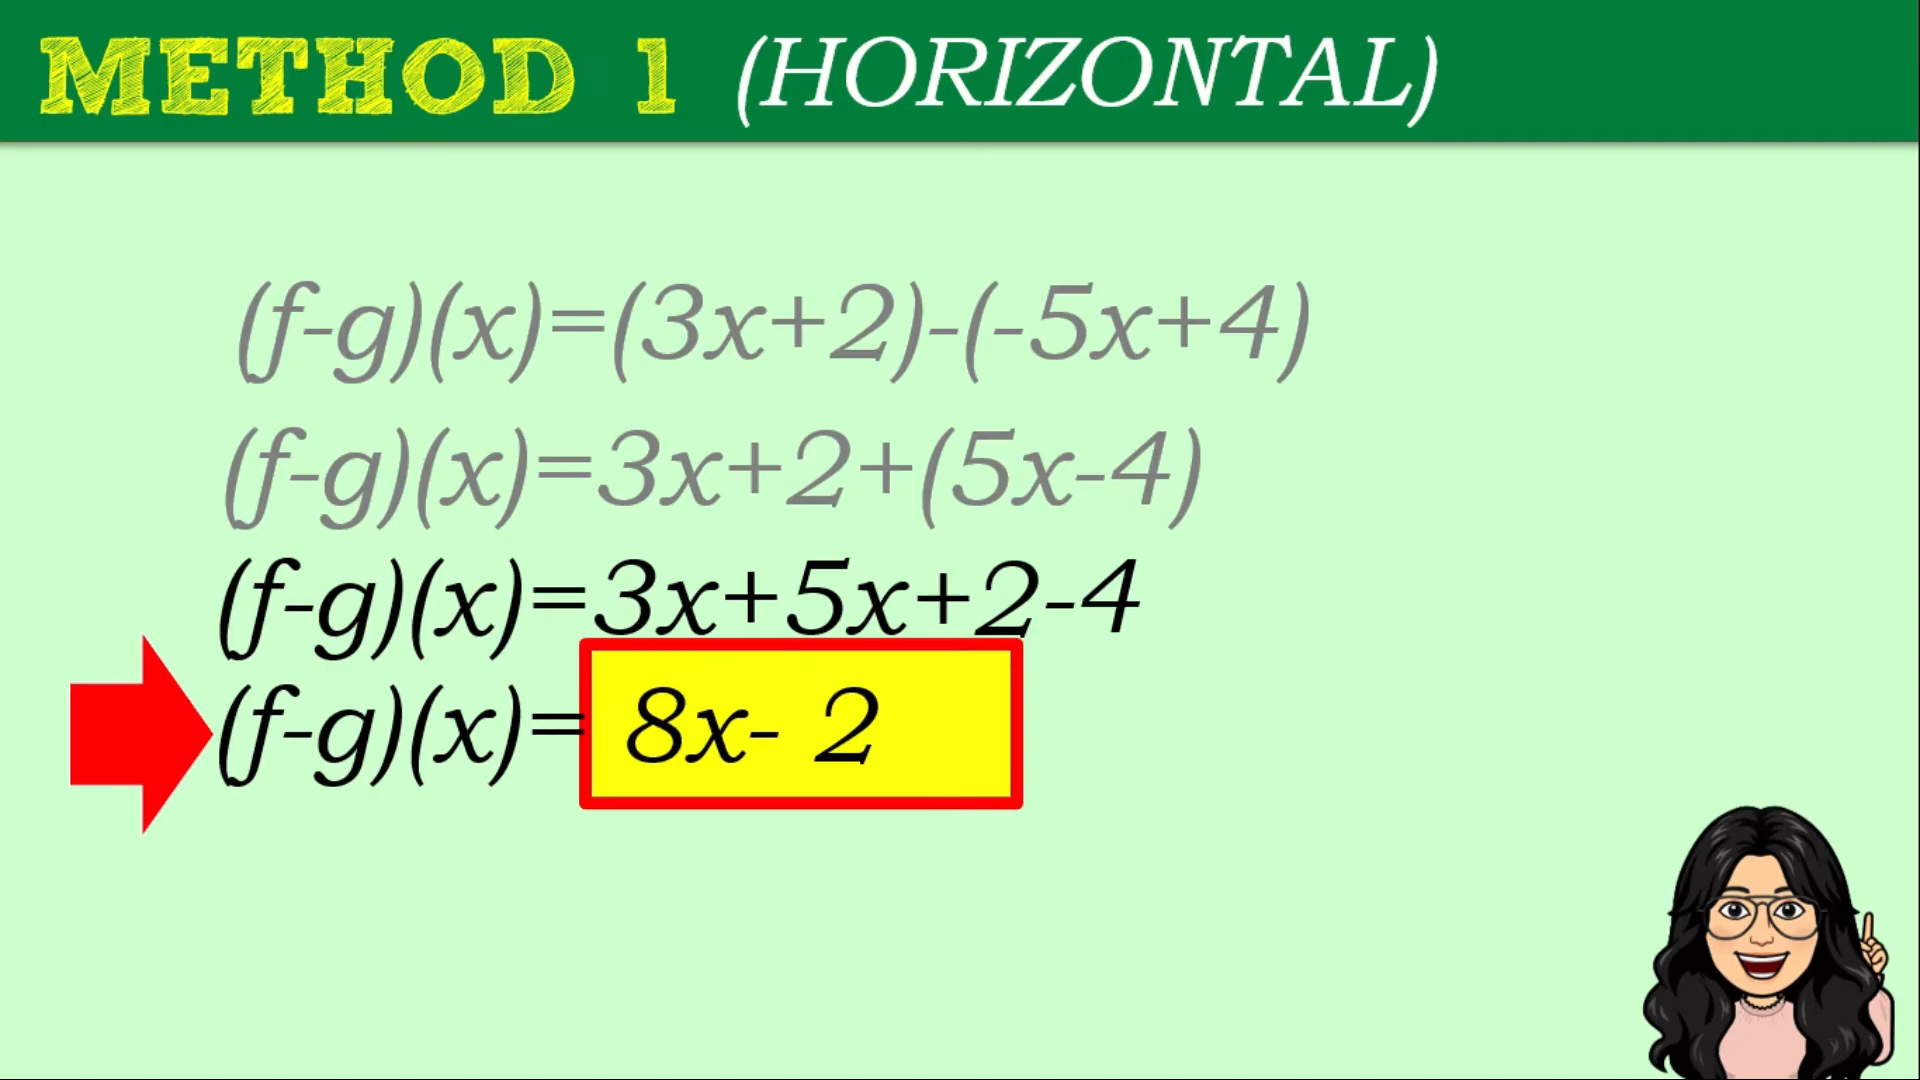 METHOD 1 (HORIZONTAL)
(f-g)(x)=(3x+2)-(-5x+4)
(f-g)(x)=3x+2+(5x-4)
(f-g)(x)=3x+5x+2-4
(f-g)(x)= 8x- 2